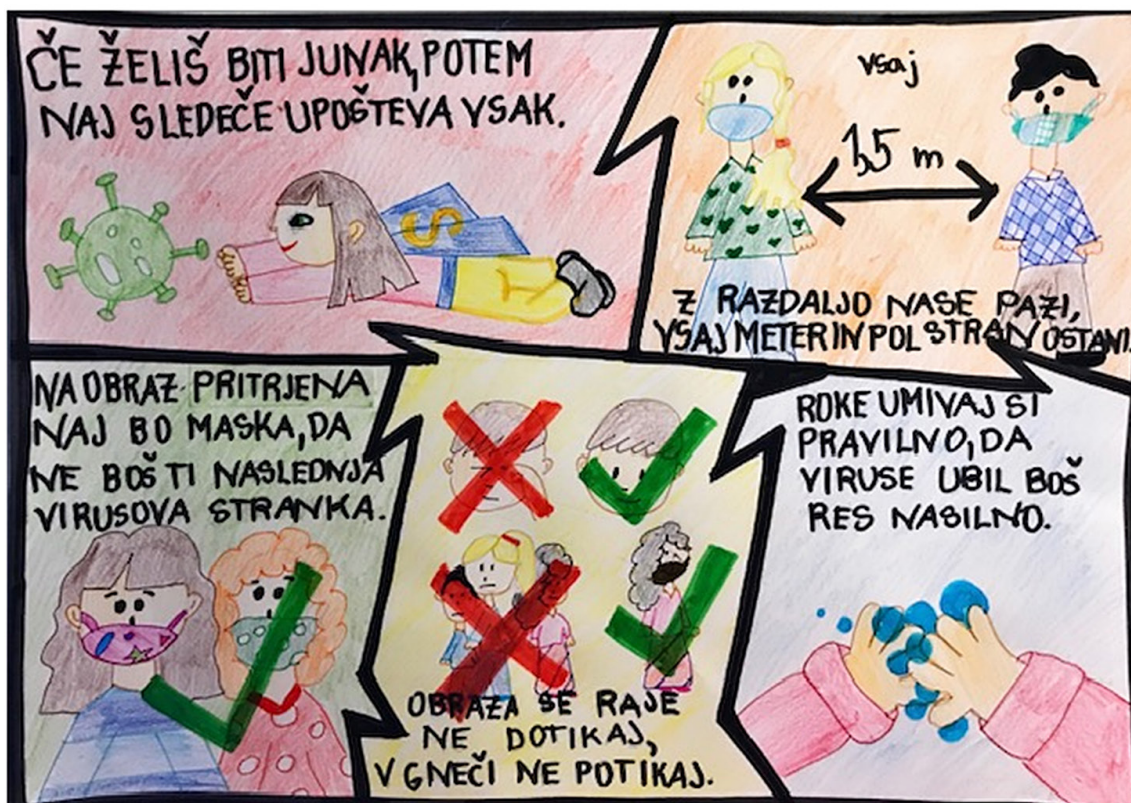 ČE ŽELIŠ BITI JUNAK, POTEM
NAJ SLEDEČE UPOŠTEVA VSAK.
S
vsaj
1,5 m
Z RAZDALJO NASE PAZI,
VSAJ METER IN POL STRAN OSTANI.
NA OBRAZ PRITRJENA
NAJ BO MASKA, DA
NE BOŠ TI NASLEDNJA
VIRUSOVA STRANKA.
OBRAZA SE RAJE
NE DOTIKAJ,
V GNEČI NE POTIKAJ.
ROKE UMIVAJ SI
PRAVILNO, DA
VIRUSE UBIL BOŠ
RES NASILNO.